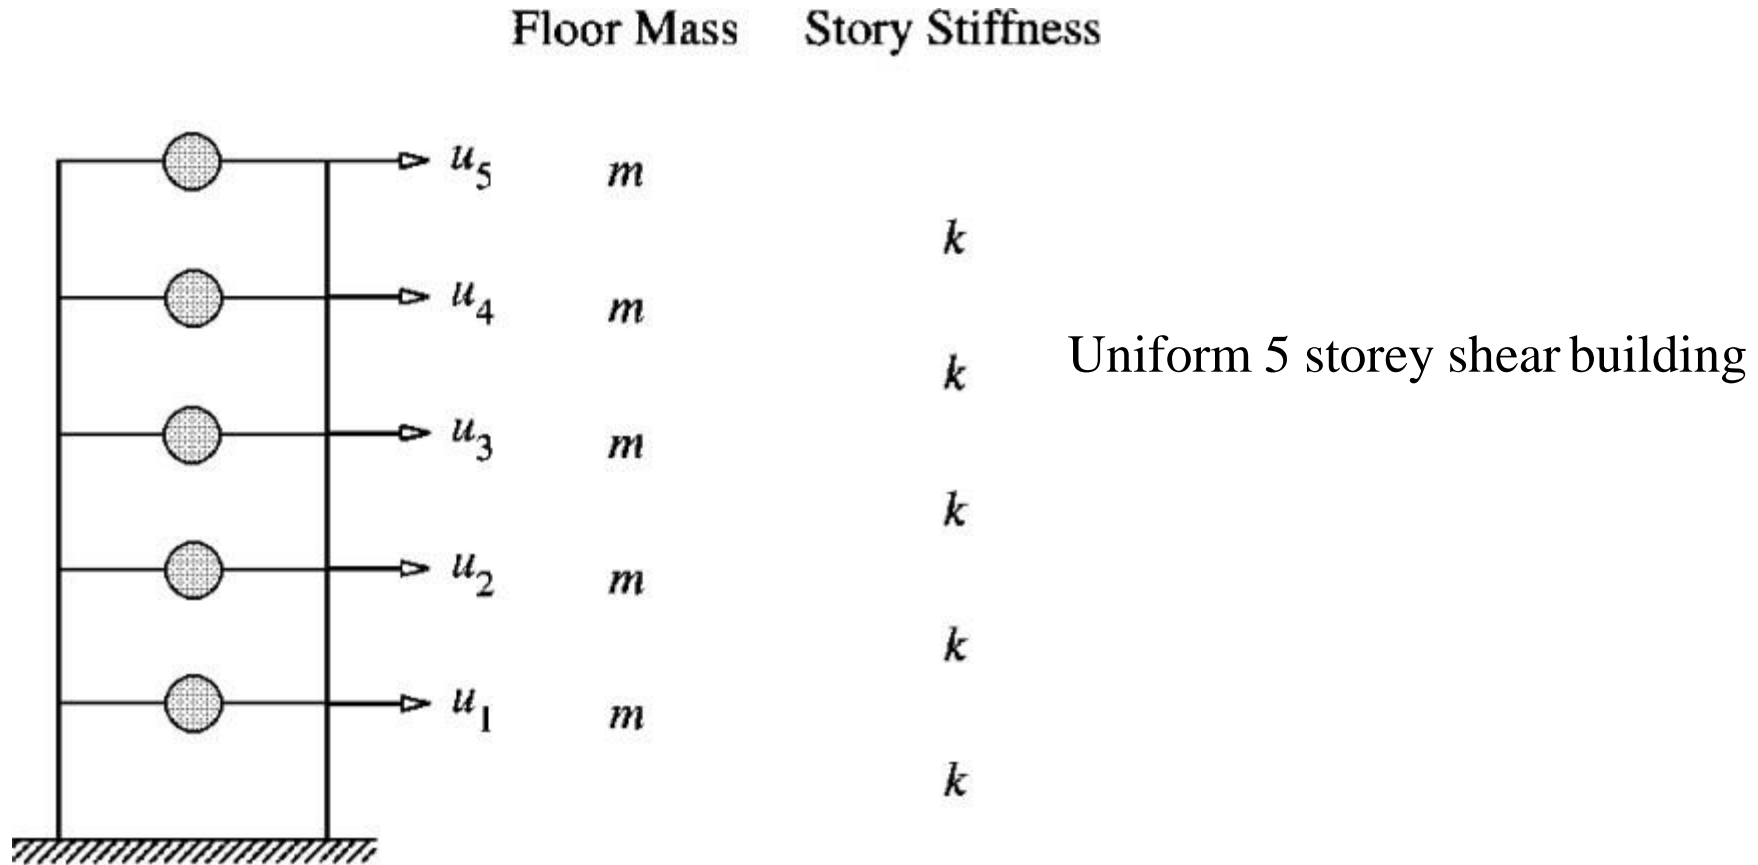 Floor Mass Story Stiffness
u5 m
k
u4 m
k Uniform 5 storey shear building
u3 m
k
u2 m
k
u1 m
k